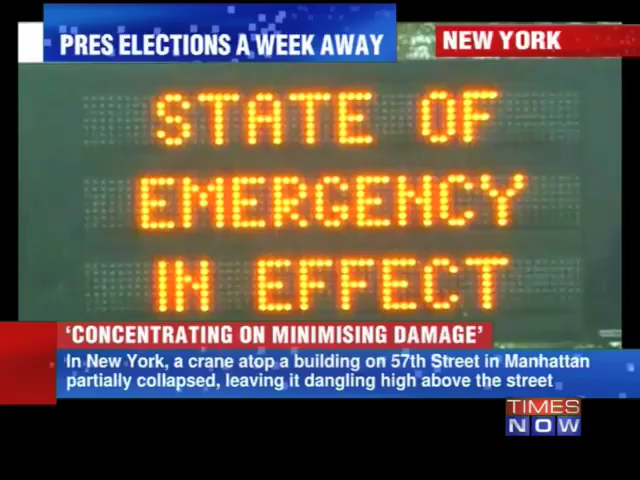 PRES ELECTIONS A WEEK AWAY
NEW YORK
STATE OF
EMERGENCY
IN EFFECT
'CONCENTRATING ON MINIMISING DAMAGE'
In New York, a crane atop a building on 57th Street in Manhattan
partially collapsed, leaving it dangling high above the street
TIMES
NOW